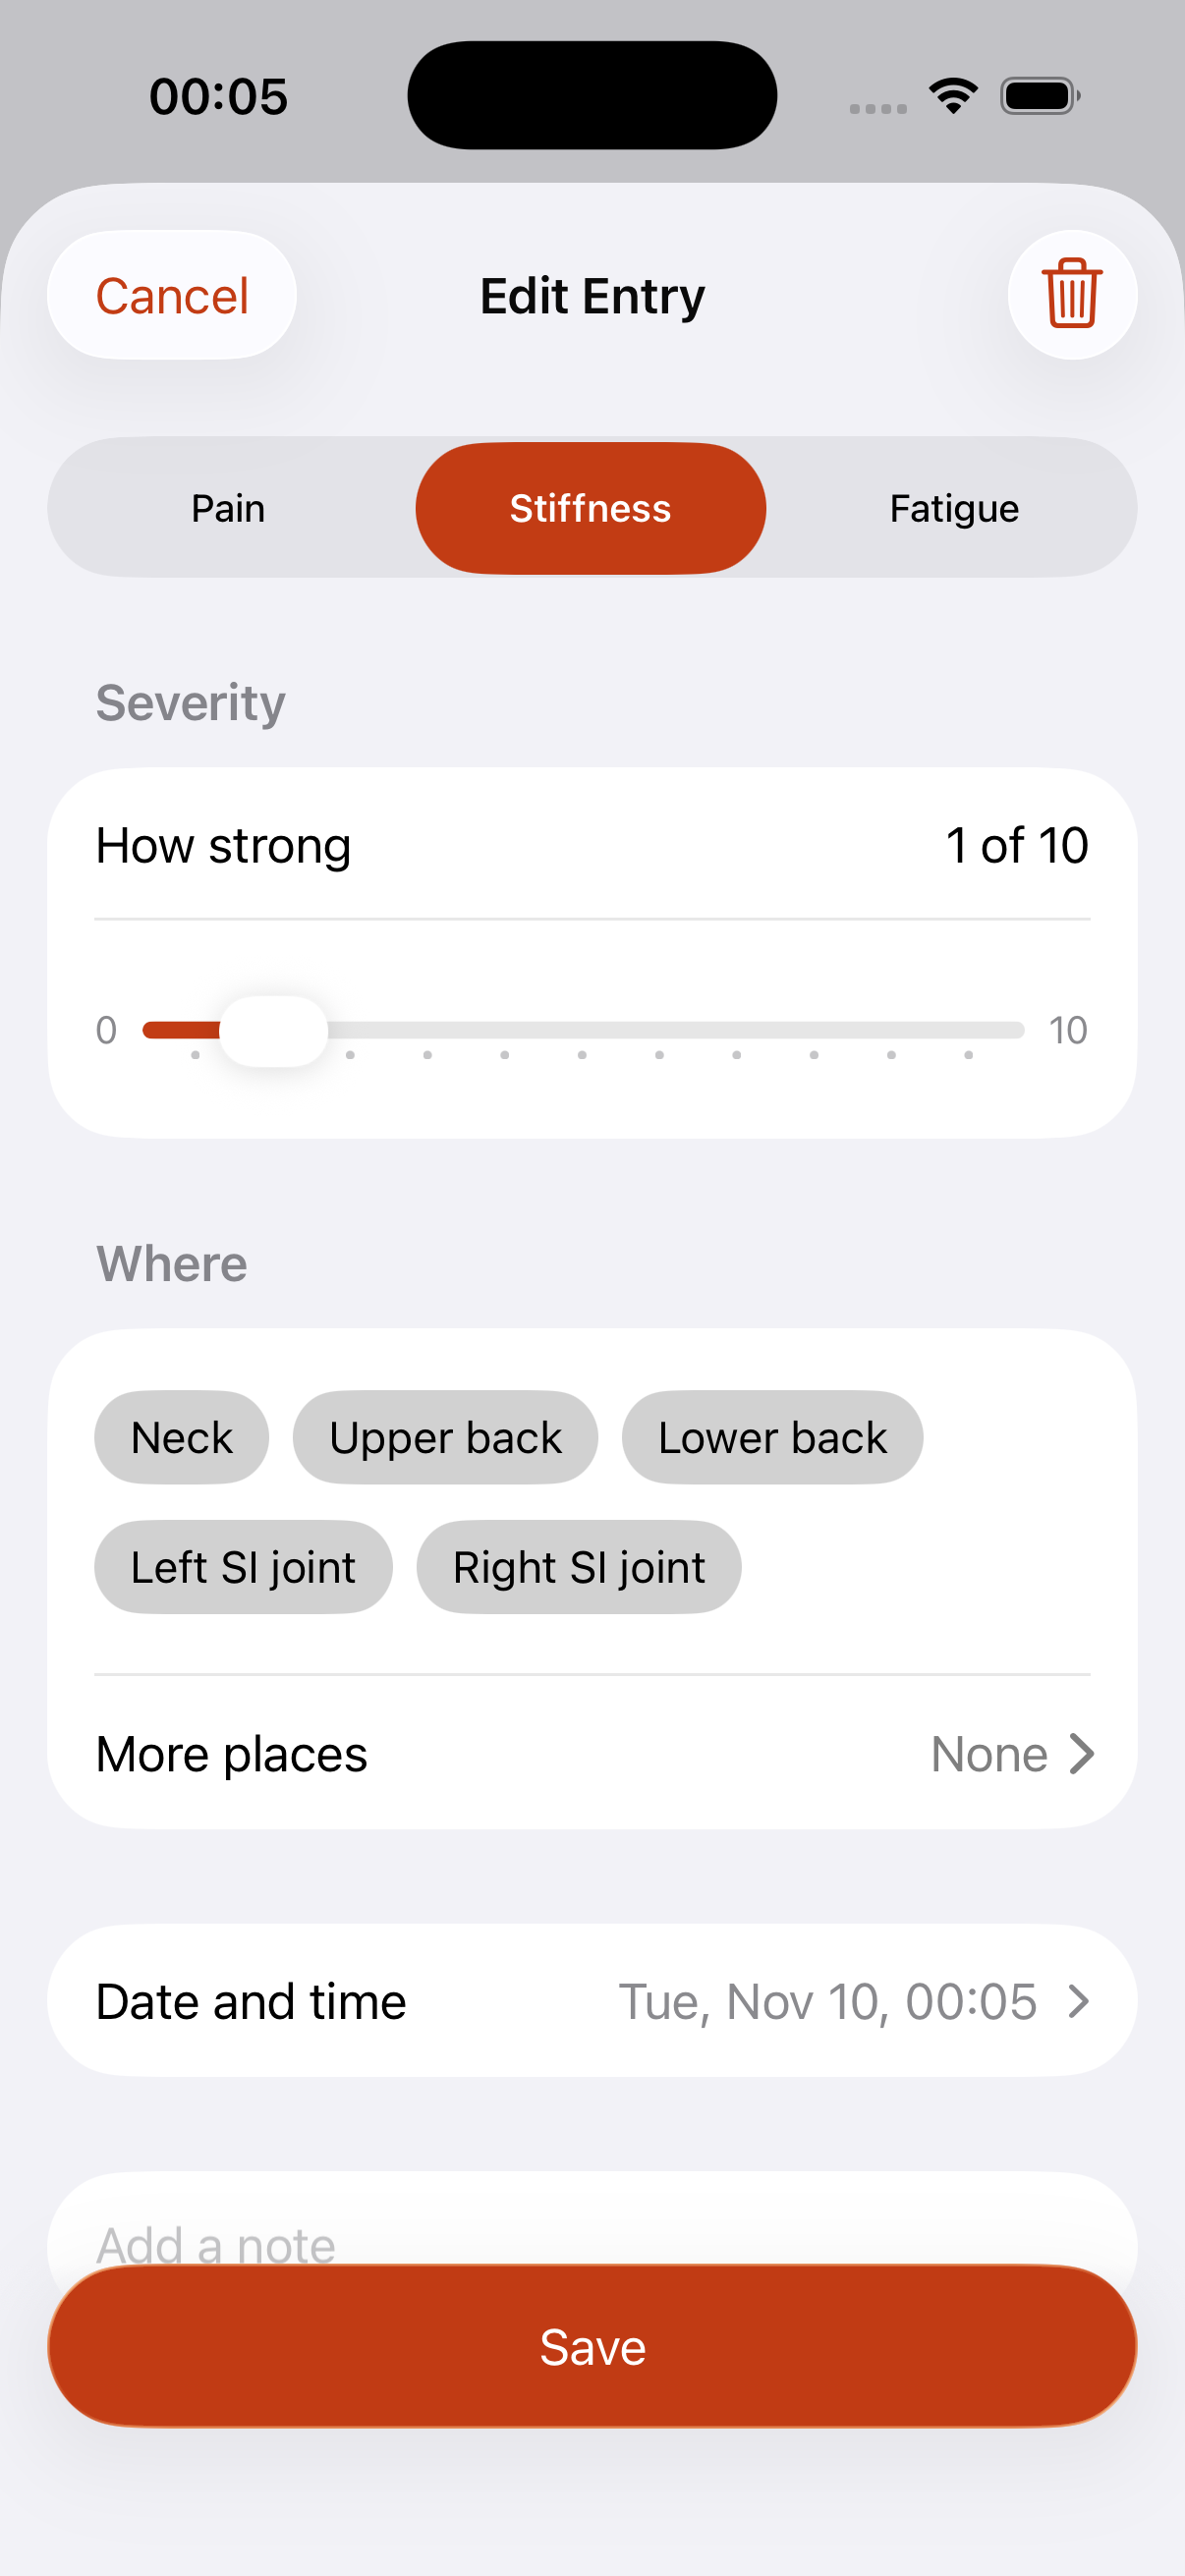 00:05
Cancel
Edit Entry
Pain
Stiffness
Fatigue
Severity
How strong
1 of 10
0
10
Where
Neck
Upper back
Lower back
Left SI joint
Right SI joint
More places
None
Date and time
Tue, Nov 10, 00:05
Add a note
Save